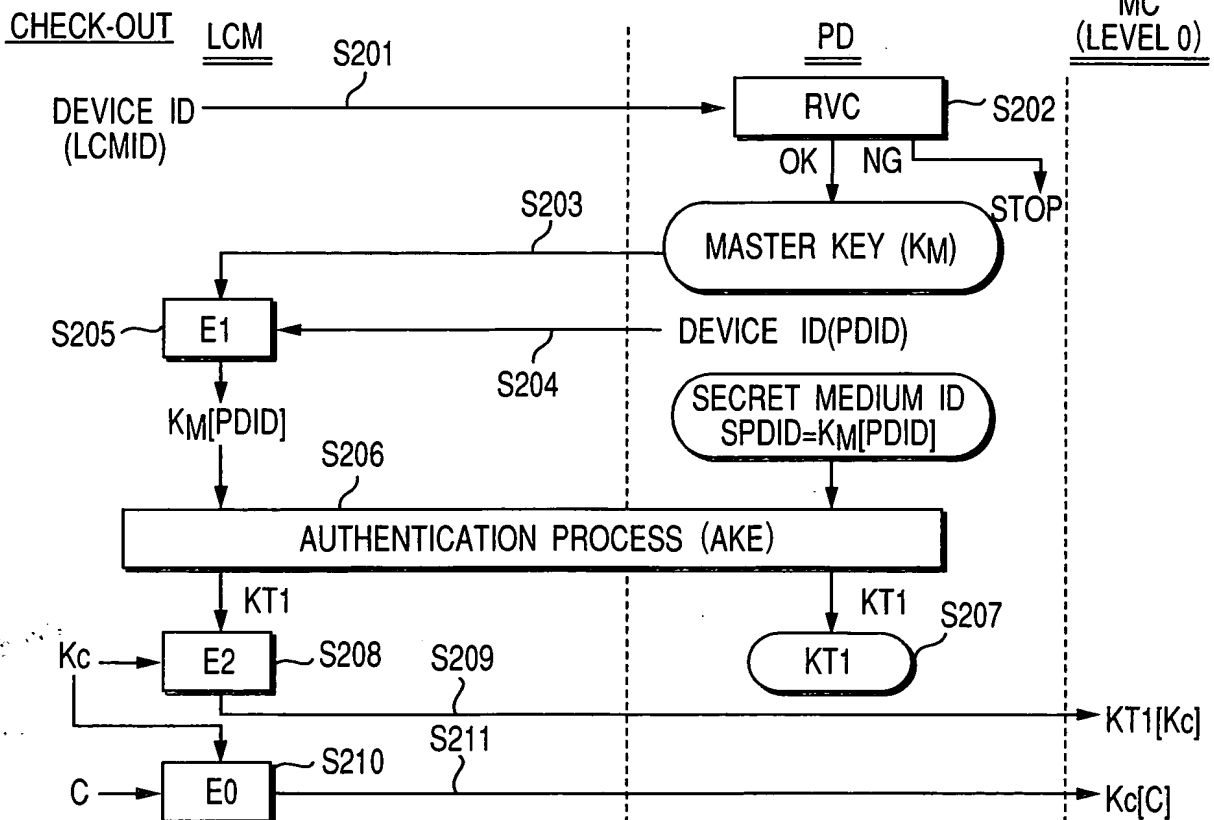 CHECK-OUT
LCM
PD
MC
(LEVEL 0)
S201
DEVICE ID
(LCMID)
RVC
S202
OK
NG
STOP
S203
MASTER KEY (KM)
S205
E1
DEVICE ID(PDID)
S204
KM[PDID]
SECRET MEDIUM ID
SPDID=KM[PDID]
S206
AUTHENTICATION PROCESS (AKE)
KT1
KT1
S207
Kc
E2
S208
S209
KT1
KT1[Kc]
S211
S210
C
E0
Kc[C]